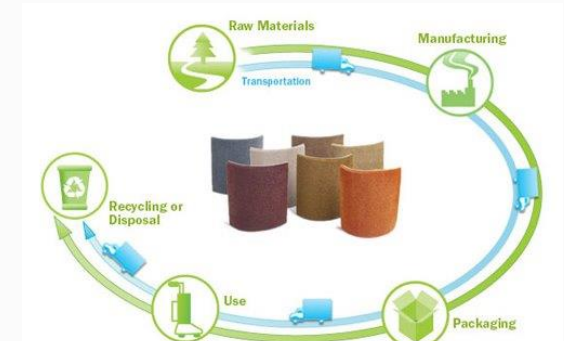 Raw Materials
Manufacturing
Transportation
Recycling or
Disposal
Use
Packaging